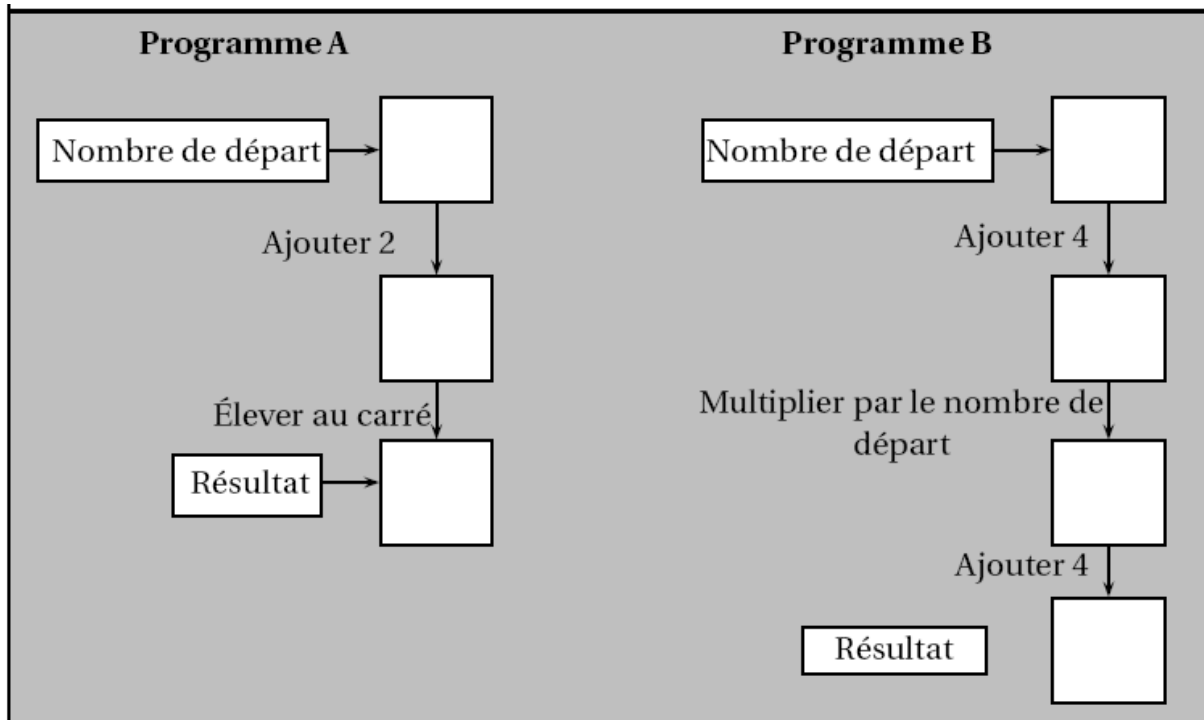 Programme A
Nombre de départ
Ajouter 2
Élever au carré
Résultat
Programme B
Nombre de départ
Ajouter 4
Multiplier par le nombre de
départ
Ajouter 4
Résultat